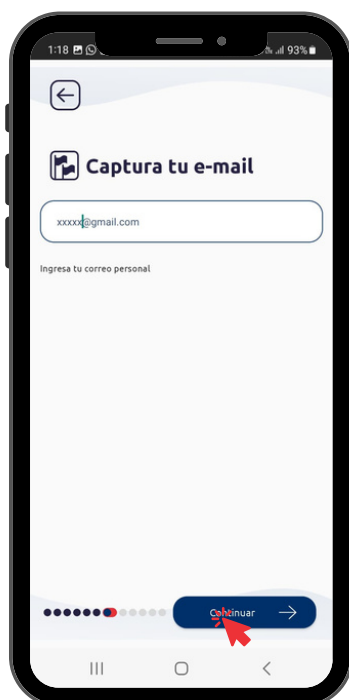 1:18
93%
Captura tu e-mail
xxxxx@gmail.com
Ingresa tu correo personal
Continuar